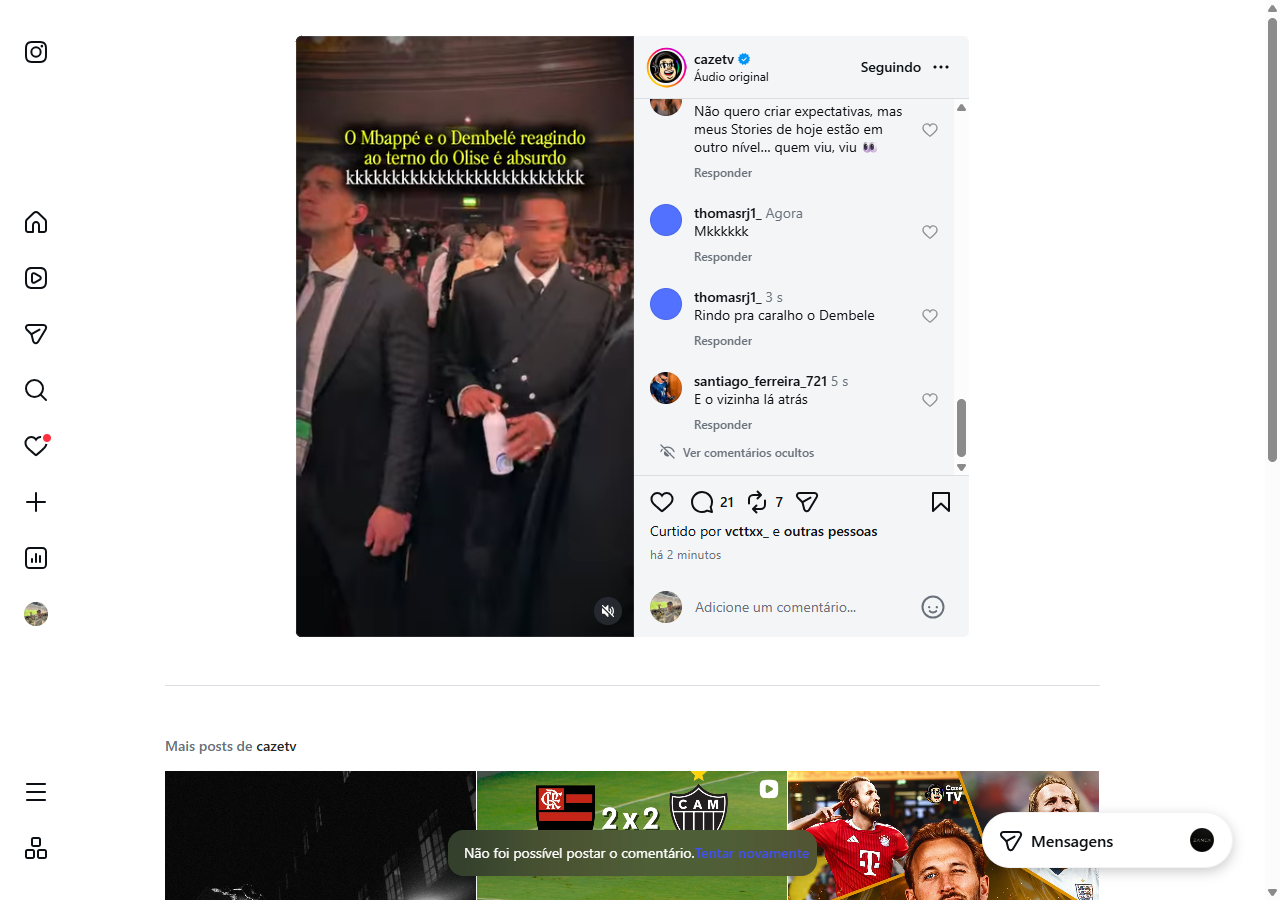 O Mbappé e o Dembelé reagindo
ao terno do Olise é absurdo
kkkkkkkkkkkkkkkkkkkkkkkkkk
cazetv
Áudio original
Seguindo
Não quero criar expectativas, mas
meus Stories de hoje estão em
outro nível... quem viu, viu 👀
Responder
thomasrj1_ Agora
Mkkkkkk
Responder
thomasrj1_ 3 s
Rindo pra caralho o Dembele
Responder
santiago_ferreira_721 5 s
E o vizinha lá atrás
Responder
Ver comentários ocultos
21
7
Curtido por vcttxx_ e outras pessoas
há 2 minutos
Adicione um comentário...
Mais posts de cazetv
2 x 2
CAM
CazéTV
Não foi possível postar o comentário.Tentar novamente
Mensagens